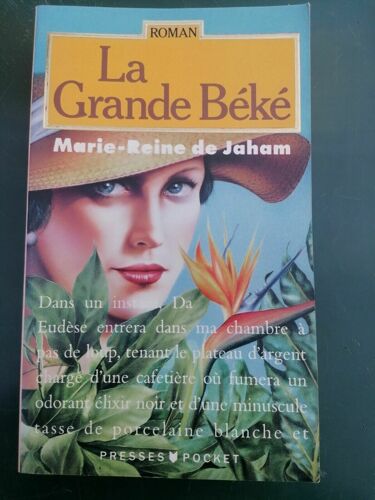 ROMAN
La
Grande Béké
Marie-Reine de Jaham
Dans un instant, Da
Eudèse entrera dans ma chambre à
pas de loup, tenant le plateau d'argent
chargé d'une cafetière où fumera un
odorant élixir noir et d'une minuscule
tasse de porcelaine blanche et
PRESSES POCKET